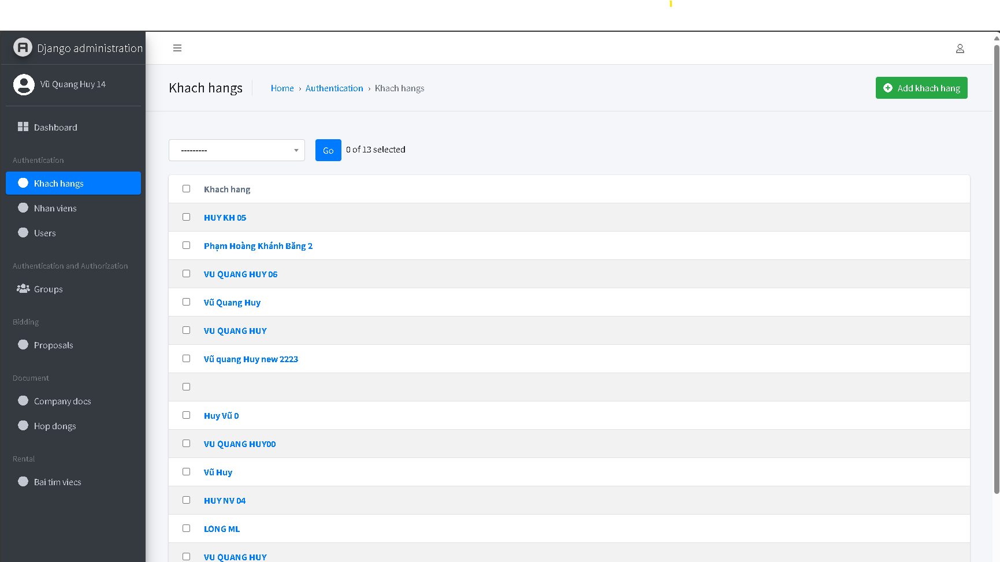 Django administration
Vũ Quang Huy 14
Dashboard
Authentication
Khach hangs
Nhan viens
Users
Authentication and Authorization
Groups
Bidding
Proposals
Document
Company docs
Hop dongs
Rental
Bai tim viecs
Khach hangs
Home › Authentication › Khach hangs
Add khach hang
---------
Go
0 of 13 selected
Khach hang
HUY KH 05
Phạm Hoàng Khánh Băng 2
VU QUANG HUY 06
Vũ Quang Huy
VU QUANG HUY
Vũ quang Huy new 2223
Huy Vũ 0
VU QUANG HUY00
Vũ Huy
HUY NV 04
LONG ML
VU QUANG HUY